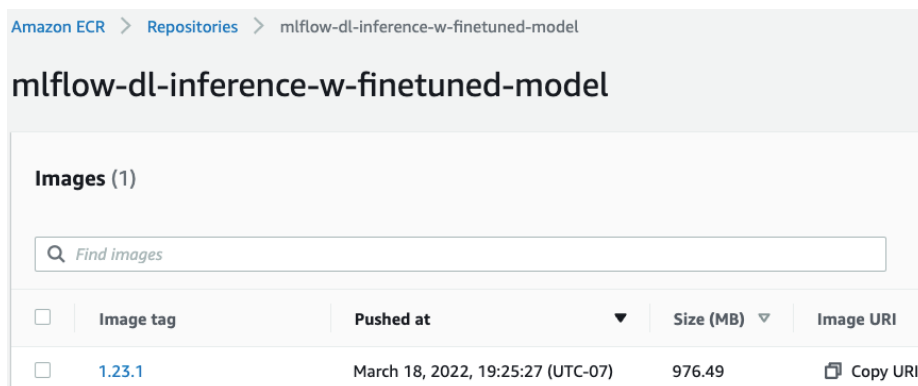 Amazon ECR > Repositories > mlflow-dl-inference-w-finetuned-model
mlflow-dl-inference-w-finetuned-model
Images (1)
Find images
Image tag Pushed at Size (MB) Image URI
1.23.1 March 18, 2022, 19:25:27 (UTC-07) 976.49 Copy URI